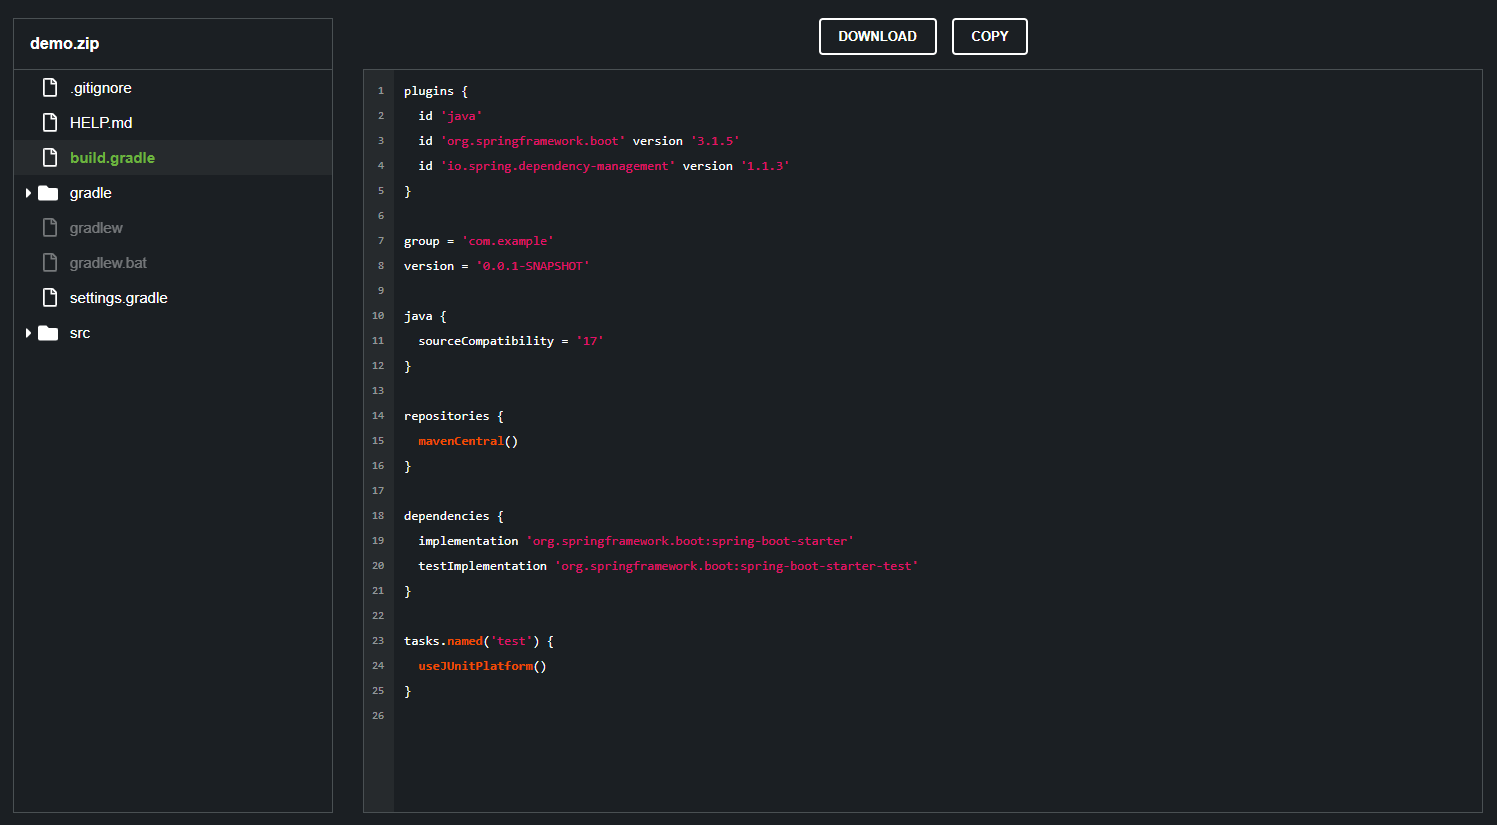 demo.zip
.gitignore
HELP.md
build.gradle
gradle
gradlew
gradlew.bat
settings.gradle
src
DOWNLOAD COPY
1 plugins {
2   id 'java'
3   id 'org.springframework.boot' version '3.1.5'
4   id 'io.spring.dependency-management' version '1.1.3'
5 }
6
7 group = 'com.example'
8 version = '0.0.1-SNAPSHOT'
9
10 java {
11   sourceCompatibility = '17'
12 }
13
14 repositories {
15   mavenCentral()
16 }
17
18 dependencies {
19   implementation 'org.springframework.boot:spring-boot-starter'
20   testImplementation 'org.springframework.boot:spring-boot-starter-test'
21 }
22
23 tasks.named('test') {
24   useJUnitPlatform()
25 }
26